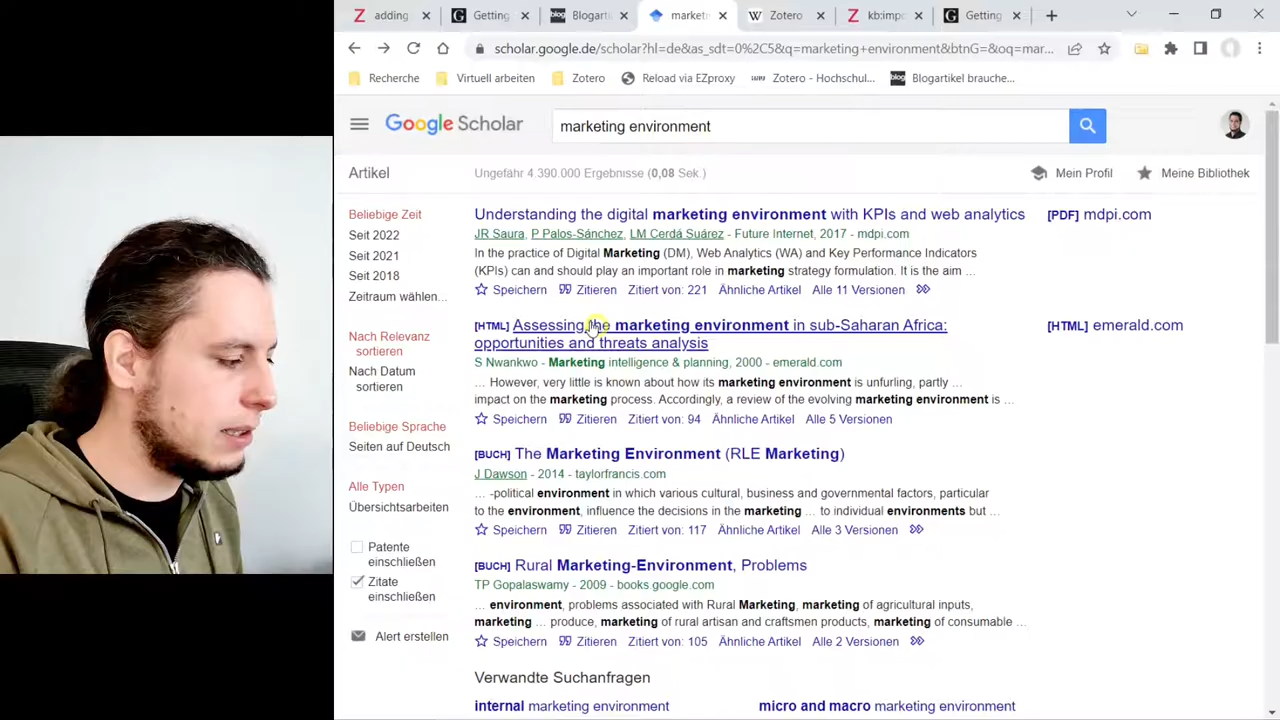 adding
Getting
Blogarti
marketi
Zotero
kb:impo
Getting
scholar.google.de/scholar?hl=de&as_sdt=0%2C5&q=marketing+environment&btnG=&oq=mar...
Recherche
Virtuell arbeiten
Zotero
Reload via EZproxy
Zotero - Hochschul...
Blogartikel brauche...
Google Scholar
marketing environment
Artikel
Ungefähr 4.390.000 Ergebnisse (0,08 Sek.)
Mein Profil
Meine Bibliothek
Beliebige Zeit
Seit 2022
Seit 2021
Seit 2018
Zeitraum wählen...
Nach Relevanz
sortieren
Nach Datum
sortieren
Beliebige Sprache
Seiten auf Deutsch
Alle Typen
Übersichtsarbeiten
Patente
einschließen
Zitate
einschließen
Alert erstellen
Understanding the digital marketing environment with KPIs and web analytics
[PDF] mdpi.com
JR Saura, P Palos-Sánchez, LM Cerdá Suárez - Future Internet, 2017 - mdpi.com
In the practice of Digital Marketing (DM), Web Analytics (WA) and Key Performance Indicators
(KPIs) can and should play an important role in marketing strategy formulation. It is the aim ...
Speichern Zitieren Zitiert von: 221 Ähnliche Artikel Alle 11 Versionen
[HTML] Assessing the marketing environment in sub-Saharan Africa:
opportunities and threats analysis
[HTML] emerald.com
S Nwankwo - Marketing intelligence & planning, 2000 - emerald.com
... However, very little is known about how its marketing environment is unfurling, partly ...
impact on the marketing process. Accordingly, a review of the evolving marketing environment is ...
Speichern Zitieren Zitiert von: 94 Ähnliche Artikel Alle 5 Versionen
[BUCH] The Marketing Environment (RLE Marketing)
J Dawson - 2014 - taylorfrancis.com
... -political environment in which various cultural, business and governmental factors, particular
to the environment, influence the decisions in the marketing ... to individual environments but ...
Speichern Zitieren Zitiert von: 117 Ähnliche Artikel Alle 3 Versionen
[BUCH] Rural Marketing-Environment, Problems
TP Gopalaswamy - 2009 - books.google.com
... environment, problems associated with Rural Marketing, marketing of agricultural inputs,
marketing ... produce, marketing of rural artisan and craftsmen products, marketing of consumable ...
Speichern Zitieren Zitiert von: 105 Ähnliche Artikel Alle 2 Versionen
Verwandte Suchanfragen
internal marketing environment
micro and macro marketing environment